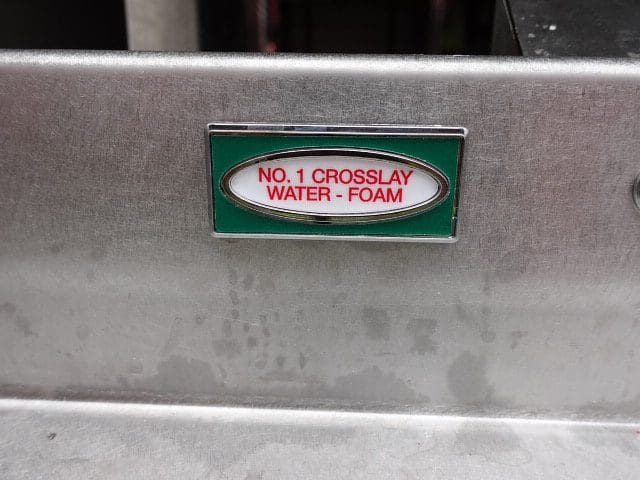 NO. 1 CROSSLAY
WATER - FOAM